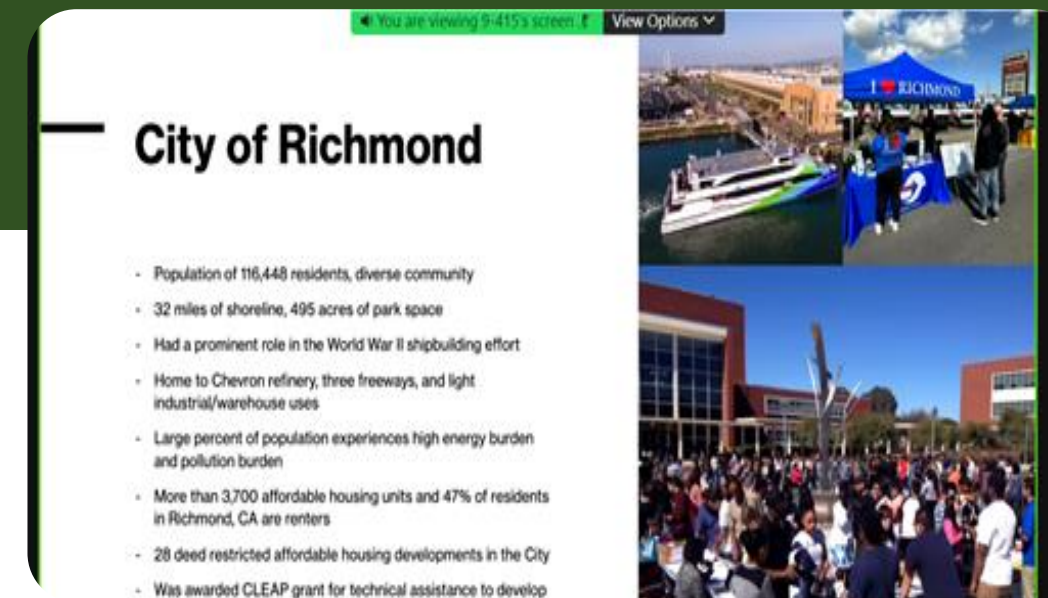 You are viewing 9-415's screen
View Options
I RICHMOND
City of Richmond
- Population of 116,448 residents, diverse community
- 32 miles of shoreline, 495 acres of park space
- Had a prominent role in the World War II shipbuilding effort
- Home to Chevron refinery, three freeways, and light
industrial/warehouse uses
- Large percent of population experiences high energy burden
and pollution burden
- More than 3,700 affordable housing units and 47% of residents
in Richmond, CA are renters
- 28 deed restricted affordable housing developments in the City
- Was awarded CLEAP grant for technical assistance to develop